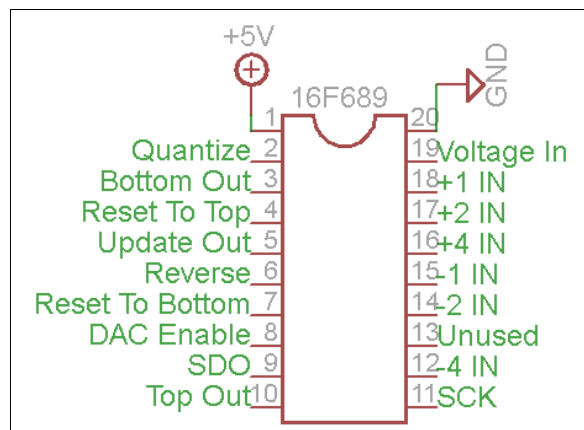 +5V
GND
16F689
1 20
Quantize 2 19 Voltage In
Bottom Out 3 18 +1 IN
Reset To Top 4 17 +2 IN
Update Out 5 16 +4 IN
Reverse 6 15 -1 IN
Reset To Bottom 7 14 -2 IN
DAC Enable 8 13 Unused
SDO 9 12 -4 IN
Top Out 10 11 SCK